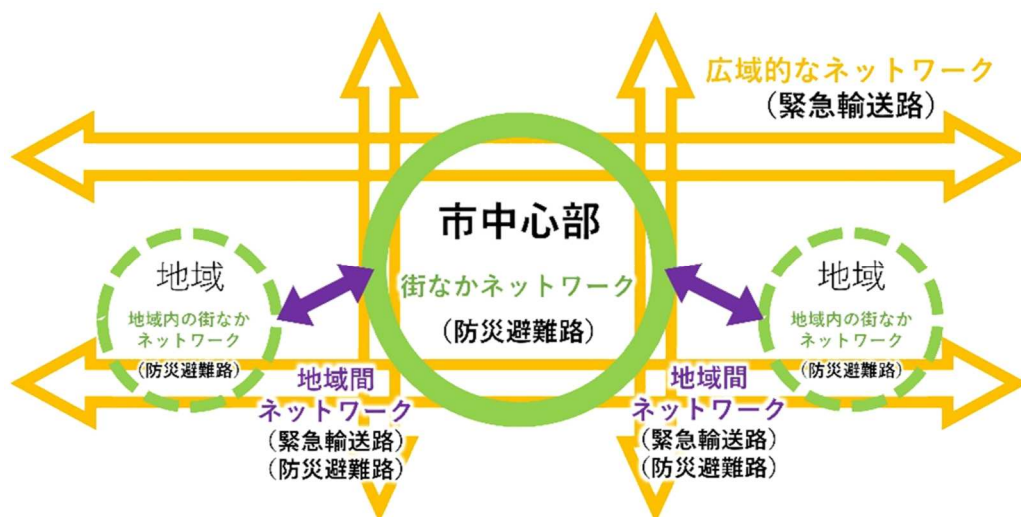 広域的なネットワーク
（緊急輸送路）
市中心部
街なかネットワーク
（防災避難路）
地域
地域内の街なか
ネットワーク
（防災避難路）
地域
地域内の街なか
ネットワーク
（防災避難路）
地域間
ネットワーク
（緊急輸送路）
（防災避難路）
地域間
ネットワーク
（緊急輸送路）
（防災避難路）